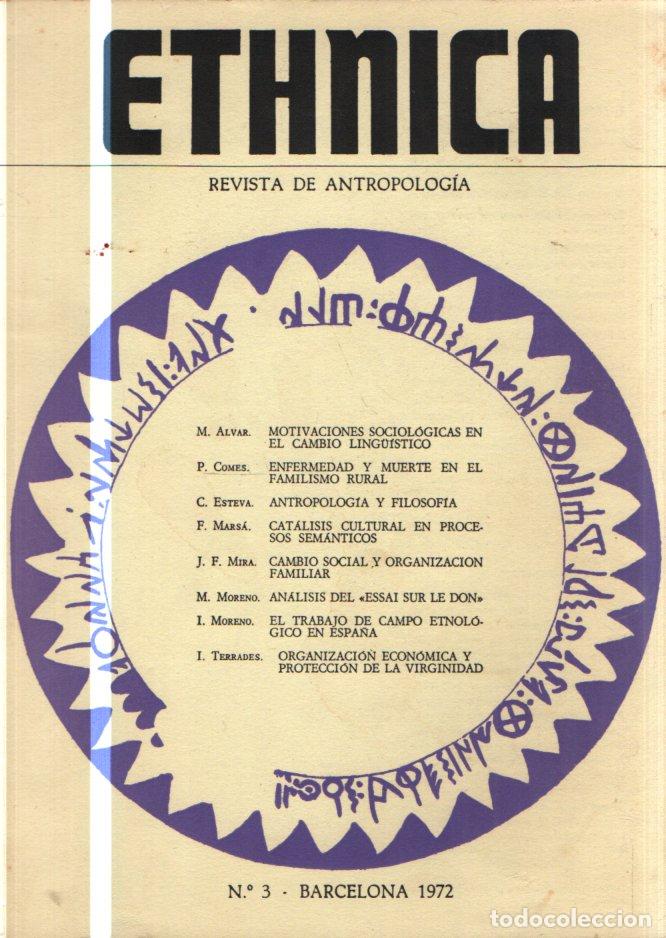 ETHNICA
REVISTA DE ANTROPOLOGÍA
M. ALVAR. MOTIVACIONES SOCIOLÓGICAS EN
EL CAMBIO LINGÜÍSTICO
P. COMES. ENFERMEDAD Y MUERTE EN EL
FAMILISMO RURAL
C. ESTEVA. ANTROPOLOGÍA Y FILOSOFÍA
F. MARSÁ. CATÁLISIS CULTURAL EN PROCE-
SOS SEMÁNTICOS
J. F. MIRA. CAMBIO SOCIAL Y ORGANIZACION
FAMILIAR
M. MORENO. ANÁLISIS DEL «ESSAI SUR LE DON»
I. MORENO. EL TRABAJO DE CAMPO ETNOLÓ-
GICO EN ESPAÑA
I. TERRADES. ORGANIZACIÓN ECONÓMICA Y
PROTECCIÓN DE LA VIRGINIDAD
N.º 3 - BARCELONA 1972
todocoleccion